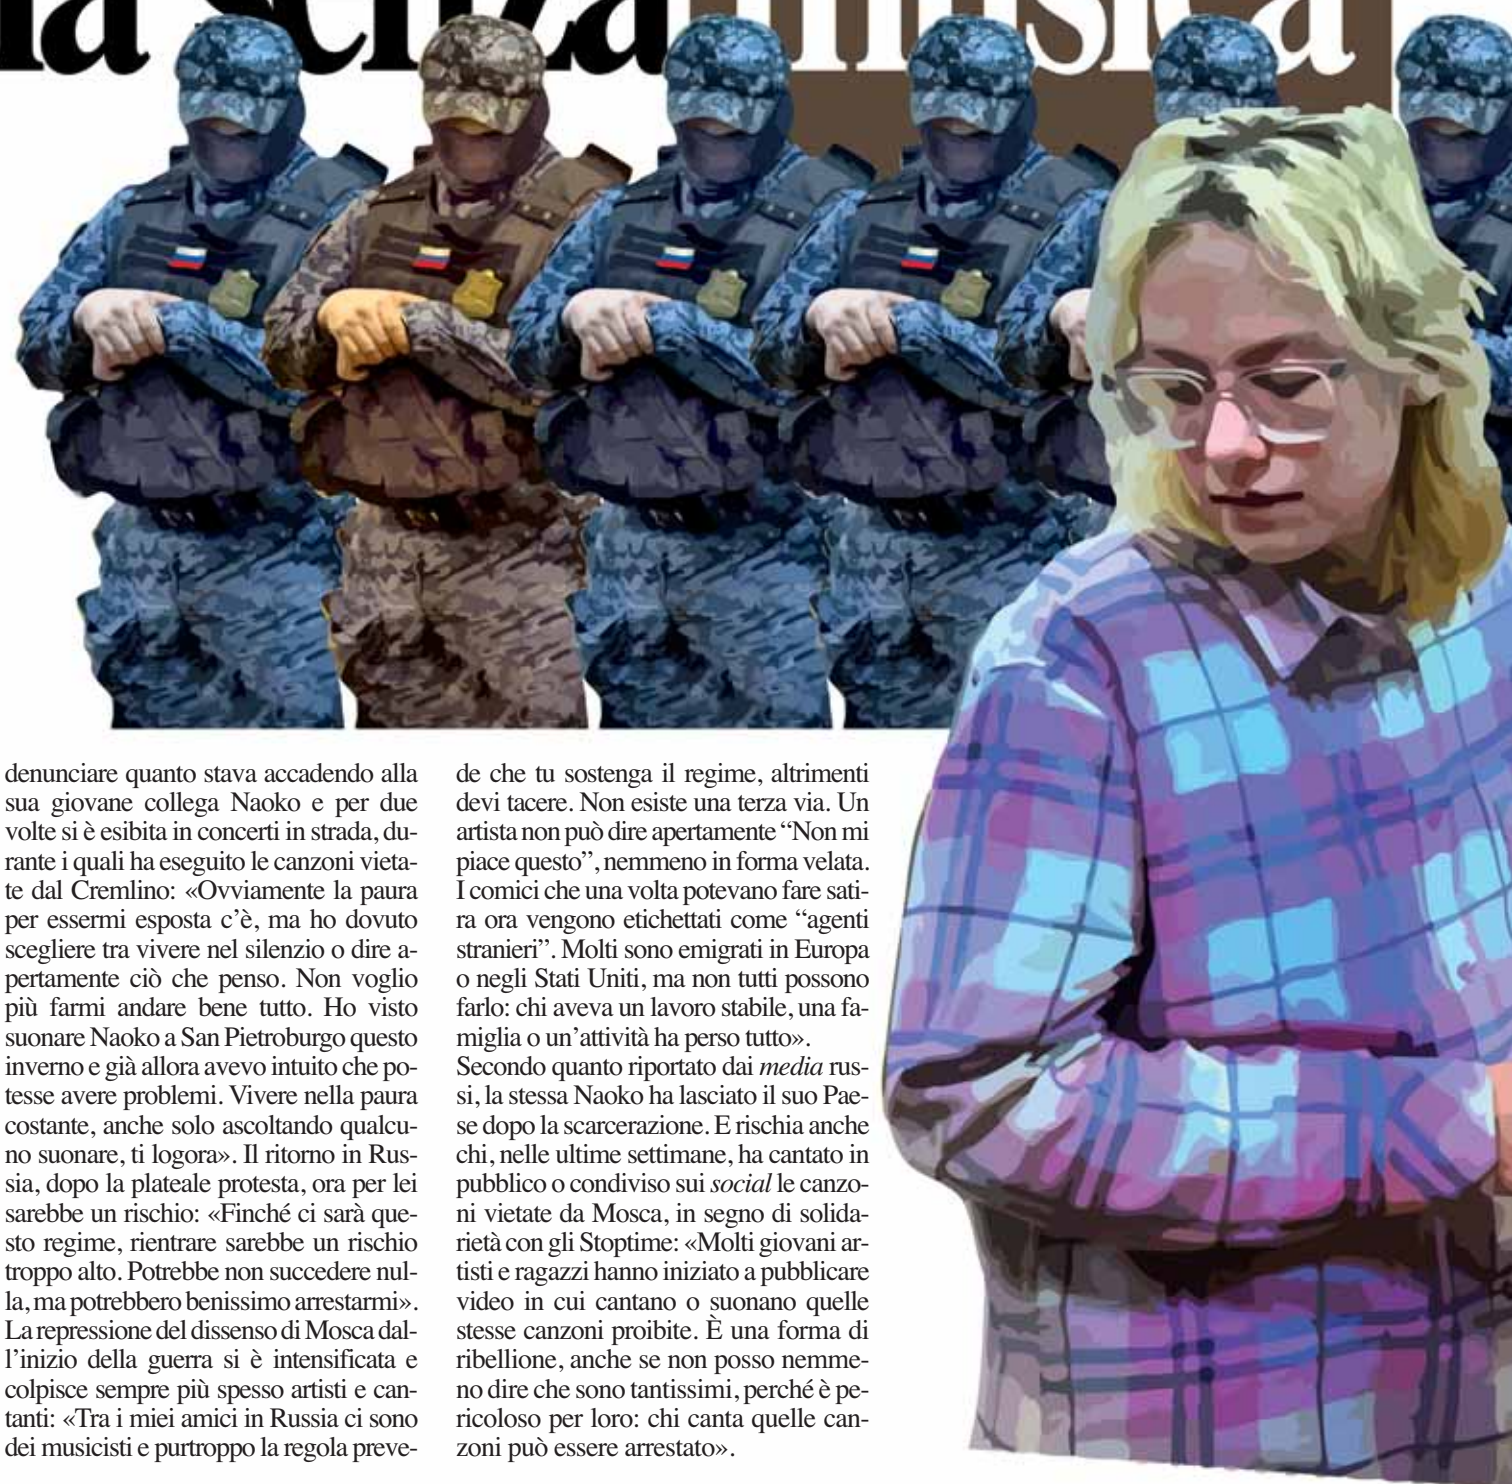 la senza musica
denunciare quanto stava accadendo alla
sua giovane collega Naoko e per due
volte si è esibita in concerti in strada, du-
rante i quali ha eseguito le canzoni vieta-
te dal Cremlino: «Ovviamente la paura
per essermi esposta c’è, ma ho dovuto
scegliere tra vivere nel silenzio o dire a-
pertamente ciò che penso. Non voglio
più farmi andare bene tutto. Ho visto
suonare Naoko a San Pietroburgo questo
inverno e già allora avevo intuito che po-
tesse avere problemi. Vivere nella paura
costante, anche solo ascoltando qualcu-
no suonare, ti logora». Il ritorno in Rus-
sia, dopo la plateale protesta, ora per lei
sarebbe un rischio: «Finché ci sarà que-
sto regime, rientrare sarebbe un rischio
troppo alto. Potrebbe non succedere nul-
la, ma potrebbero benissimo arrestarmi».
La repressione del dissenso di Mosca dal-
l’inizio della guerra si è intensificata e
colpisce sempre più spesso artisti e can-
tanti: «Tra i miei amici in Russia ci sono
dei musicisti e purtroppo la regola preve-
de che tu sostenga il regime, altrimenti
devi tacere. Non esiste una terza via. Un
artista non può dire apertamente “Non mi
piace questo”, nemmeno in forma velata.
I comici che una volta potevano fare sati-
ra ora vengono etichettati come “agenti
stranieri”. Molti sono emigrati in Europa
o negli Stati Uniti, ma non tutti possono
farlo: chi aveva un lavoro stabile, una fa-
miglia o un’attività ha perso tutto».
Secondo quanto riportato dai media rus-
si, la stessa Naoko ha lasciato il suo Pae-
se dopo la scarcerazione. E rischia anche
chi, nelle ultime settimane, ha cantato in
pubblico o condiviso sui social le canzo-
ni vietate da Mosca, in segno di solida-
rietà con gli Stoptime: «Molti giovani ar-
tisti e ragazzi hanno iniziato a pubblicare
video in cui cantano o suonano quelle
stesse canzoni proibite. È una forma di
ribellione, anche se non posso nemme-
no dire che sono tantissimi, perché è pe-
ricoloso per loro: chi canta quelle can-
zoni può essere arrestato».